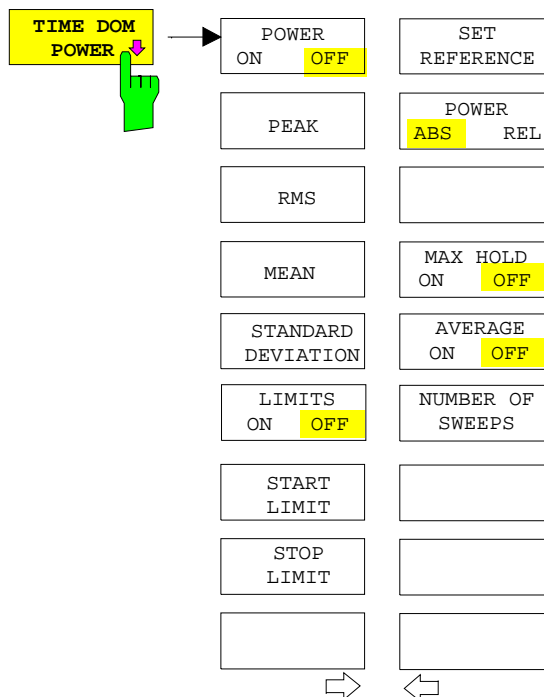 TIME DOM
POWER
POWER
ON OFF
PEAK
RMS
MEAN
STANDARD
DEVIATION
LIMITS
ON OFF
START
LIMIT
STOP
LIMIT
SET
REFERENCE
POWER
ABS REL
MAX HOLD
ON OFF
AVERAGE
ON OFF
NUMBER OF
SWEEPS